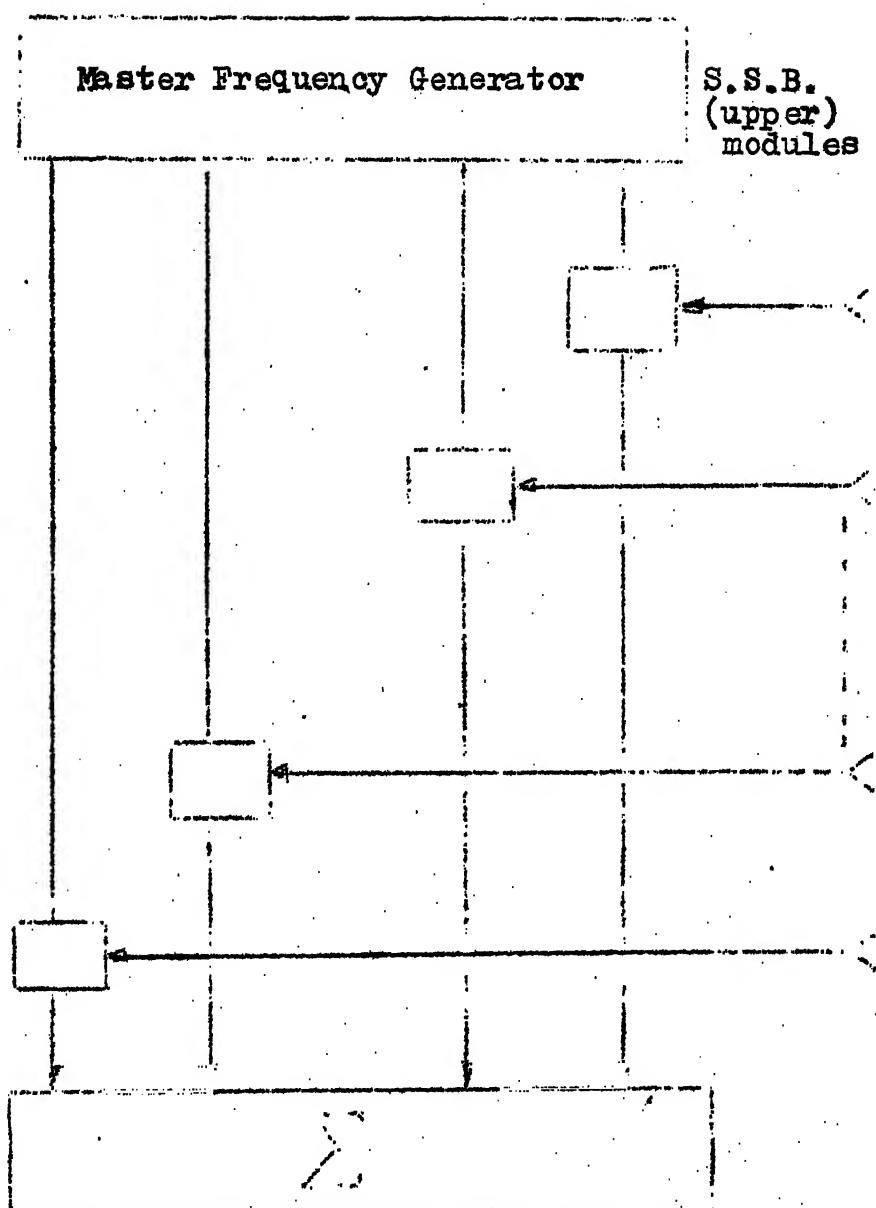 Master Frequency Generator
S.S.B.
(upper)
modules
Σ